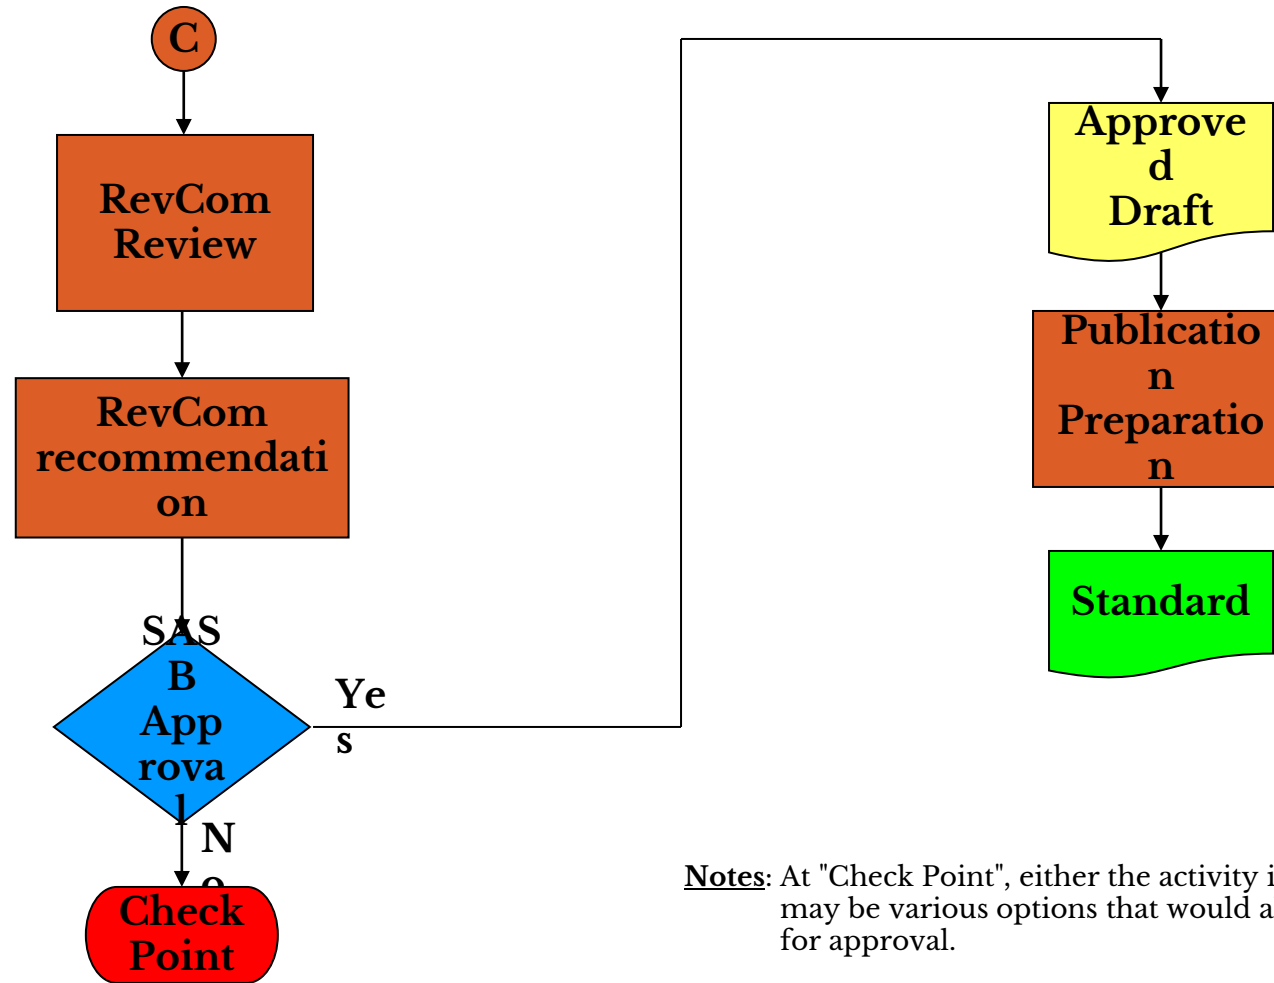 C
RevCom
Review
RevCom
recommendati
on
SAS
B
App
rova
l
Ye
s
N
o
Check
Point
Approve
d
Draft
Publicatio
n
Preparatio
n
Standard
Notes: At "Check Point", either the activity i
may be various options that would a
for approval.